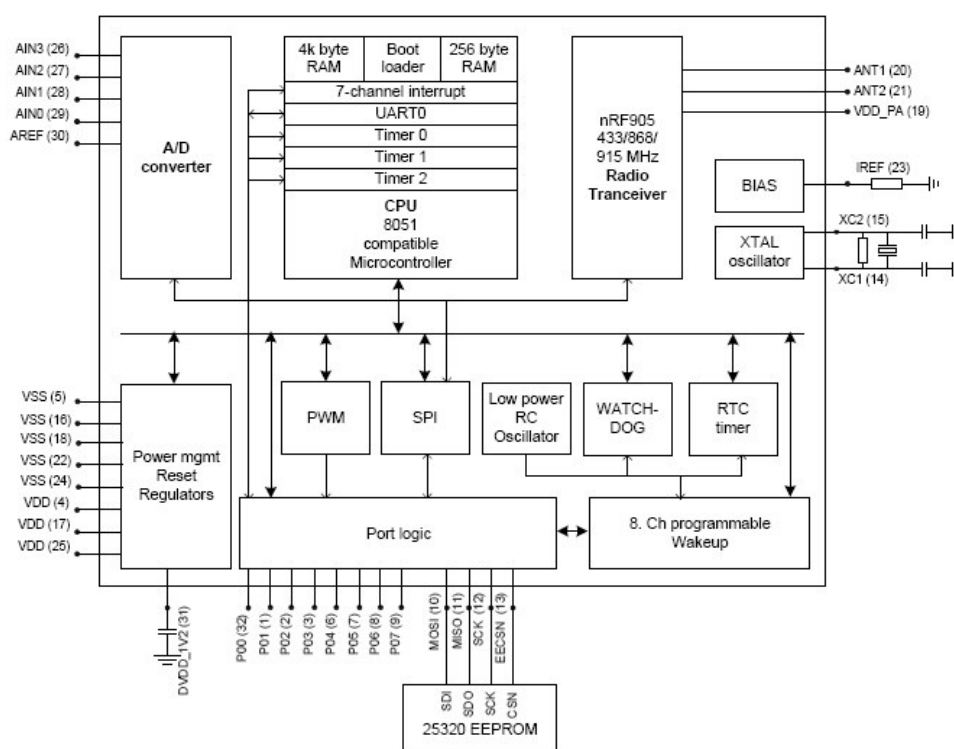 AIN3 (26)
AIN2 (27)
AIN1 (28)
AIN0 (29)
AREF (30)
A/D
converter
4k byte
RAM
Boot
loader
256 byte
RAM
7-channel interrupt
UART0
Timer 0
Timer 1
Timer 2
CPU
8051
compatible
Microcontroller
nRF905
433/868/
915 MHz
Radio
Tranceiver
ANT1 (20)
ANT2 (21)
VDD_PA (19)
BIAS
IREF (23)
XTAL
oscillator
XC2 (15)
XC1 (14)
VSS (5)
VSS (16)
VSS (18)
VSS (22)
VSS (24)
VDD (4)
VDD (17)
VDD (25)
Power mgmt
Reset
Regulators
PWM
SPI
Low power
RC
Oscillator
WATCH-
DOG
RTC
timer
Port logic
8. Ch programmable
Wakeup
DVDD_1V2 (31)
P00 (32)
P01 (1)
P02 (2)
P03 (3)
P04 (6)
P05 (7)
P06 (8)
P07 (9)
MOSI (10)
MISO (11)
SCK (12)
EECSN (13)
SDI
SDO
SCK
CSN
25320 EEPROM